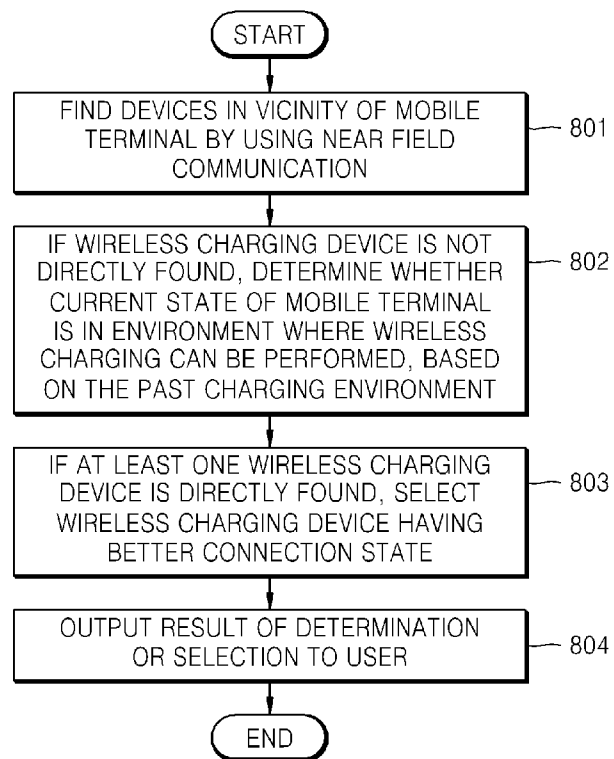 START
FIND DEVICES IN VICINITY OF MOBILE
TERMINAL BY USING NEAR FIELD
COMMUNICATION
801
IF WIRELESS CHARGING DEVICE IS NOT
DIRECTLY FOUND, DETERMINE WHETHER
CURRENT STATE OF MOBILE TERMINAL
IS IN ENVIRONMENT WHERE WIRELESS
CHARGING CAN BE PERFORMED, BASED
ON THE PAST CHARGING ENVIRONMENT
802
IF AT LEAST ONE WIRELESS CHARGING
DEVICE IS DIRECTLY FOUND, SELECT
WIRELESS CHARGING DEVICE HAVING
BETTER CONNECTION STATE
803
OUTPUT RESULT OF DETERMINATION
OR SELECTION TO USER
804
END